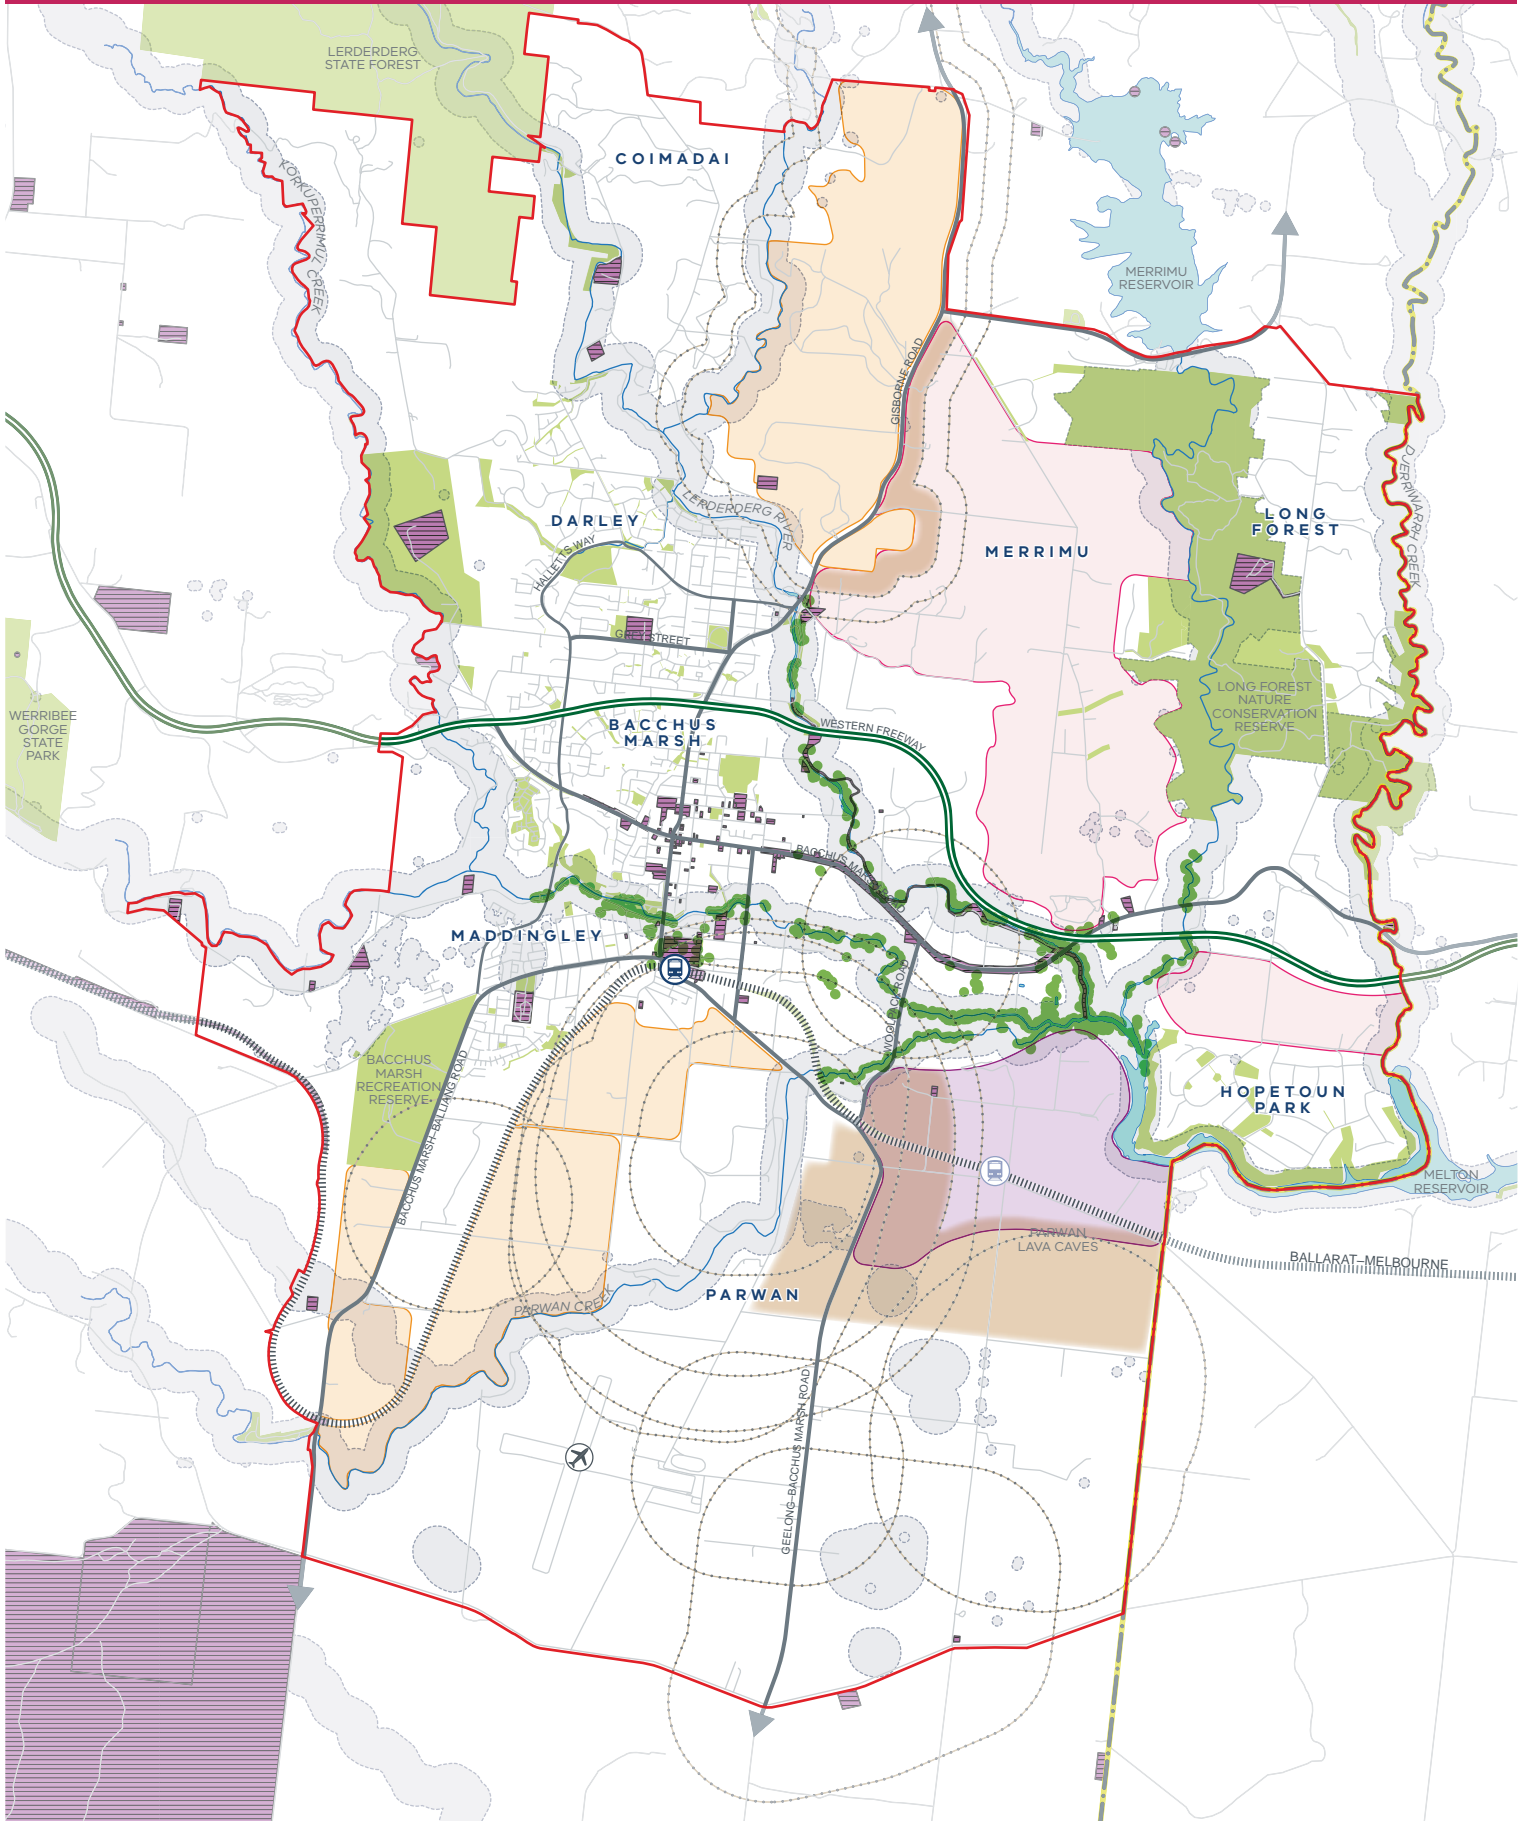 LERDERDERG
STATE FOREST
COIMADAI
KORKUPERRIMUL CREEK
MERRIMU
RESERVOIR
GISBORNE ROAD
DJERRIWARRH CREEK
LERDERDERG RIVER
DARLEY
HALLETTS WAY
LONG
FOREST
MERRIMU
GREY STREET
WERRIBEE
GORGE
STATE
PARK
BACCHUS
MARSH
WESTERN FREEWAY
LONG FOREST
NATURE
CONSERVATION
RESERVE
BACCHUS MARSH ROAD
MADDINGLEY
WOOLPACK ROAD
BACCHUS
MARSH
RECREATION
RESERVE
BACCHUS MARSH-BALLIANG ROAD
HOPETOUN
PARK
MELTON
RESERVOIR
PARWAN
LAVA CAVES
BALLARAT–MELBOURNE
PARWAN
PARWAN CREEK
GEELONG-BACCHUS MARSH ROAD